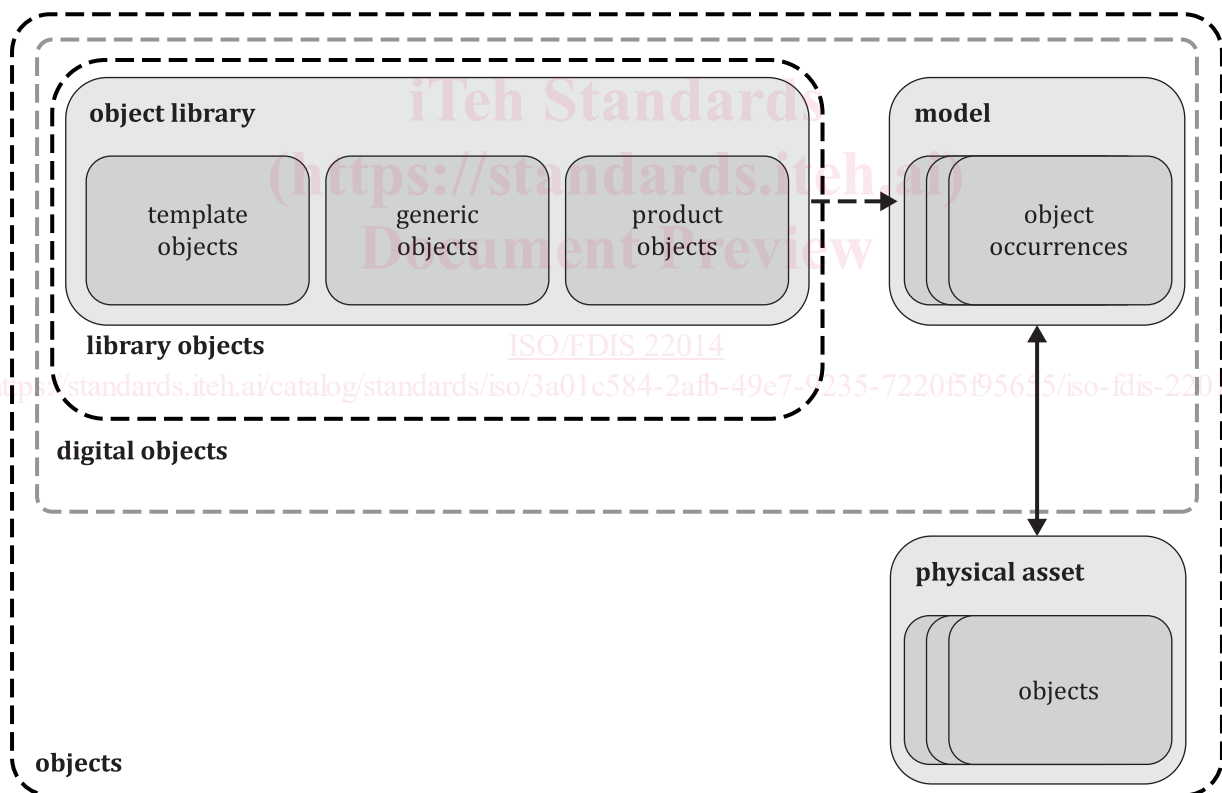 iTeh Standards
(https://standards.iteh.ai)
Document Preview
object library
model
template
objects
generic
objects
product
objects
object
occurrences
library objects
ISO/FDIS 22014
ttps://standards.iteh.ai/catalog/standards/iso/3a01c584-2afb-49e7-9235-7220f5f95655/iso-fdis-220
digital objects
physical asset
objects
objects